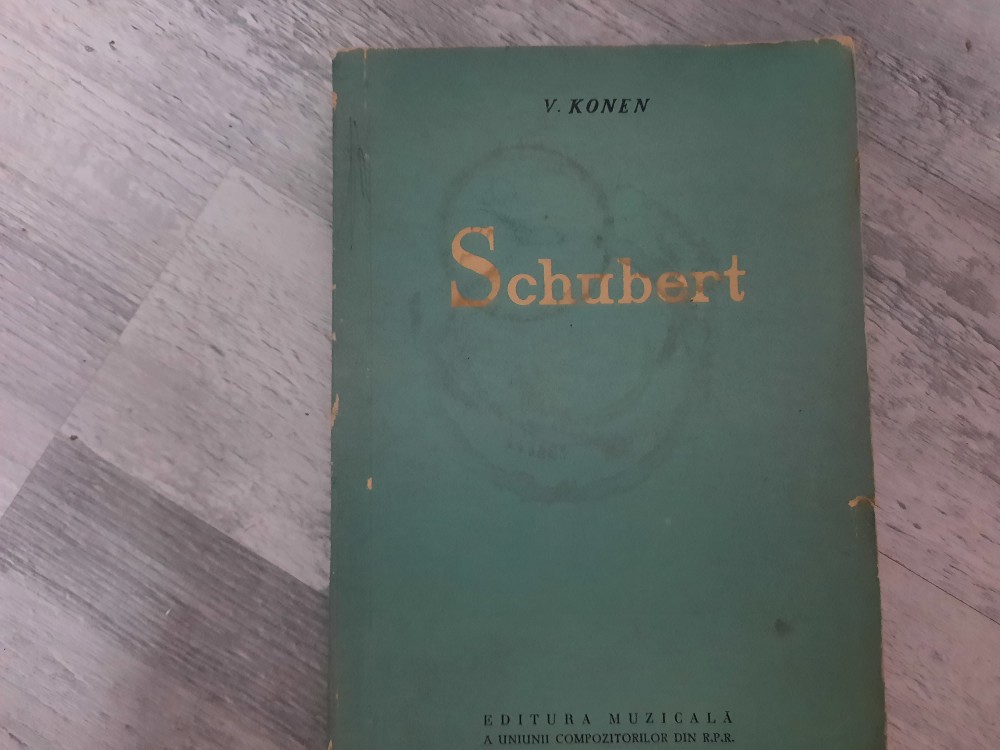 V. KONEN
Schubert
EDITURA MUZICALĂ
A UNIUNII COMPOZITORILOR DIN R.P.R.